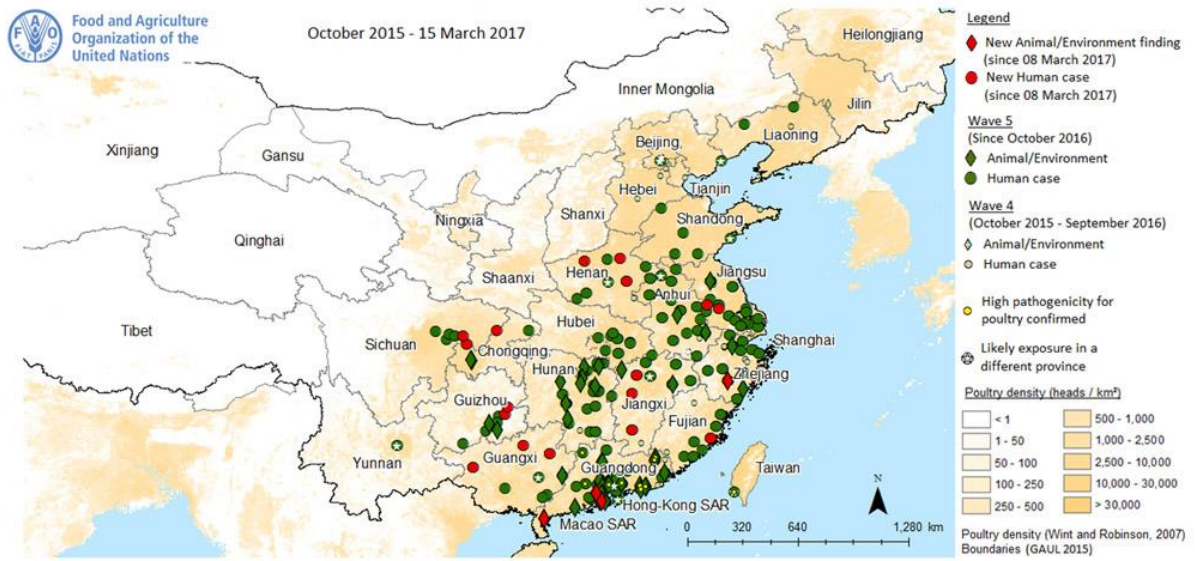 Food and Agriculture
Organization of the
United Nations
FAO
FIAT PANIS
October 2015 - 15 March 2017
Heilongjiang
Inner Mongolia
Jilin
Xinjiang
Gansu
Beijing
Liaoning
Hebei
Tianjin
Ningxia
Shanxi
Shandong
Qinghai
Shaanxi
Henan
Jiangsu
Anhui
Tibet
Hubei
Sichuan
Chongqing
Shanghai
Hunan
Zhejiang
Guizhou
Jiangxi
Fujian
Yunnan
Guangxi
Guangdong
Taiwan
Hong-Kong SAR
Macao SAR
N
0 320 640 1,280 km
Legend
New Animal/Environment finding
(since 08 March 2017)
New Human case
(since 08 March 2017)
Wave 5
(Since October 2016)
Animal/Environment
Human case
Wave 4
(October 2015 - September 2016)
Animal/Environment
Human case
High pathogenicity for
poultry confirmed
Likely exposure in a
different province
Poultry density (heads / km²)
< 1 500 - 1,000
1 - 50 1,000 - 2,500
50 - 100 2,500 - 10,000
100 - 250 10,000 - 30,000
250 - 500 > 30,000
Poultry density (Wint and Robinson, 2007)
Boundaries (GAUL 2015)